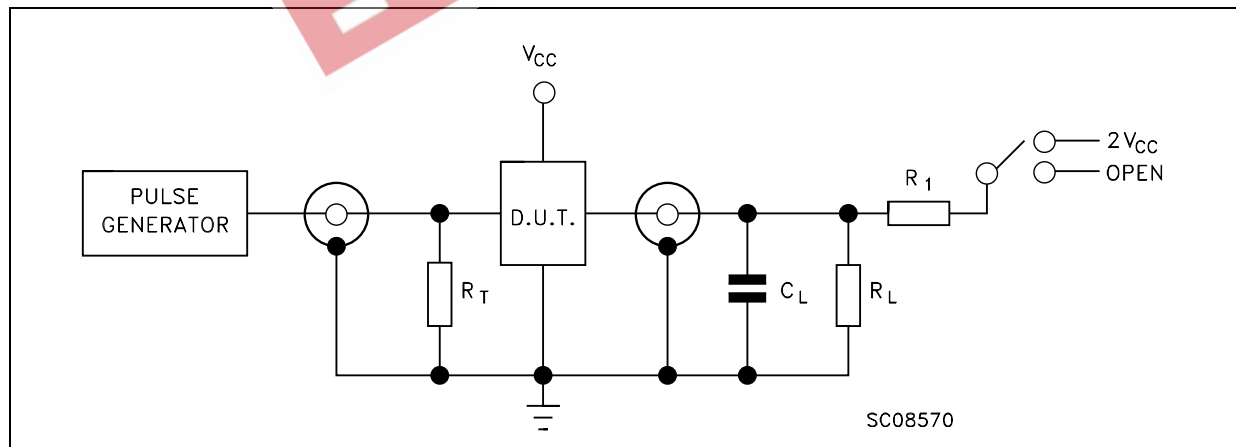 VCC
2VCC
OPEN
R1
PULSE
GENERATOR
D.U.T.
RT
CL
RL
SC08570